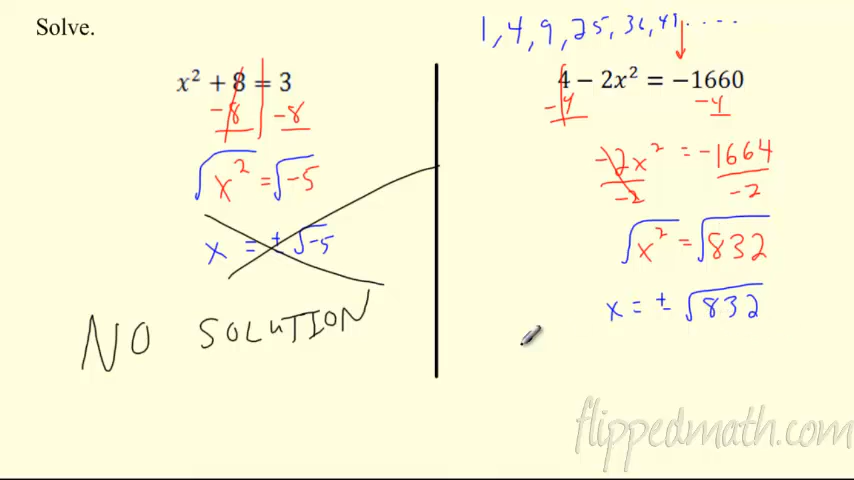 Solve.
x² + 8 = 3
-8 -8
√x² = √-5
x = ± √-5
NO SOLUTION
1, 4, 9, 25, 36, 49, ....
4 − 2x² = −1660
-4 -4
-2x² = -1664
-2 -2
√x² = √832
x = ± √832
flippedmath.com